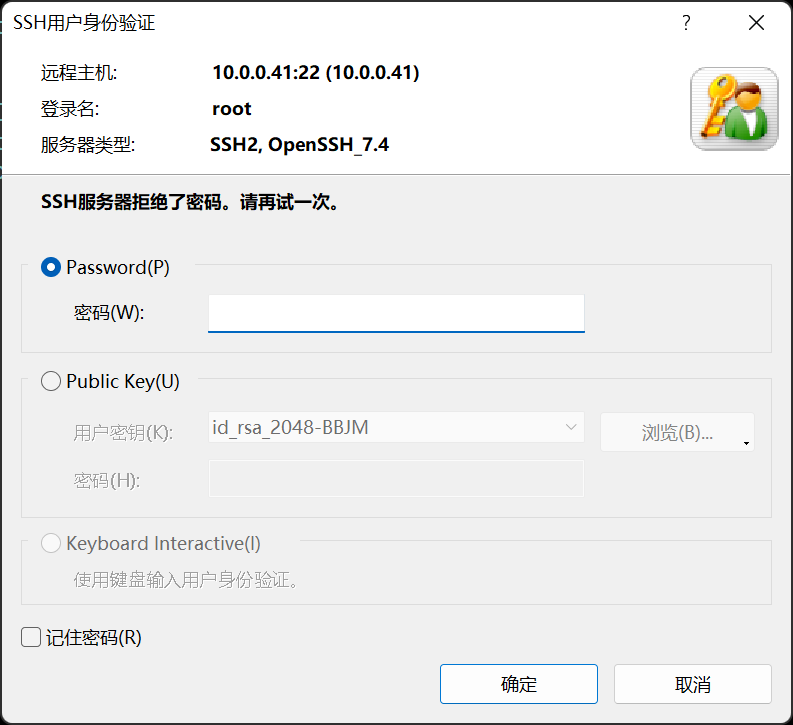 SSH用户身份验证
?
远程主机: 10.0.0.41:22 (10.0.0.41)
登录名: root
服务器类型: SSH2, OpenSSH_7.4
SSH服务器拒绝了密码。请再试一次。
Password(P)
密码(W):
Public Key(U)
用户密钥(K): id_rsa_2048-BBJM 浏览(B)...
密码(H):
Keyboard Interactive(I)
使用键盘输入用户身份验证。
记住密码(R)
确定 取消